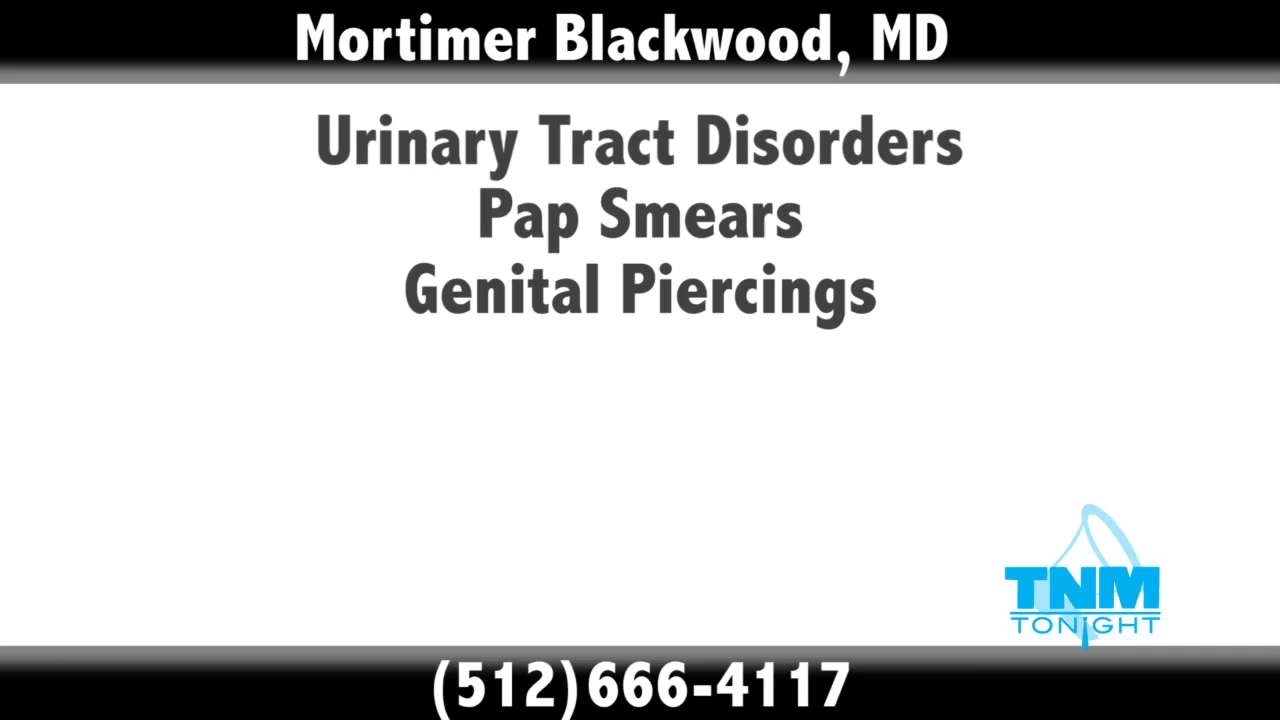 Mortimer Blackwood, MD
Urinary Tract Disorders
Pap Smears
Genital Piercings
TNM
TONIGHT
(512)666-4117